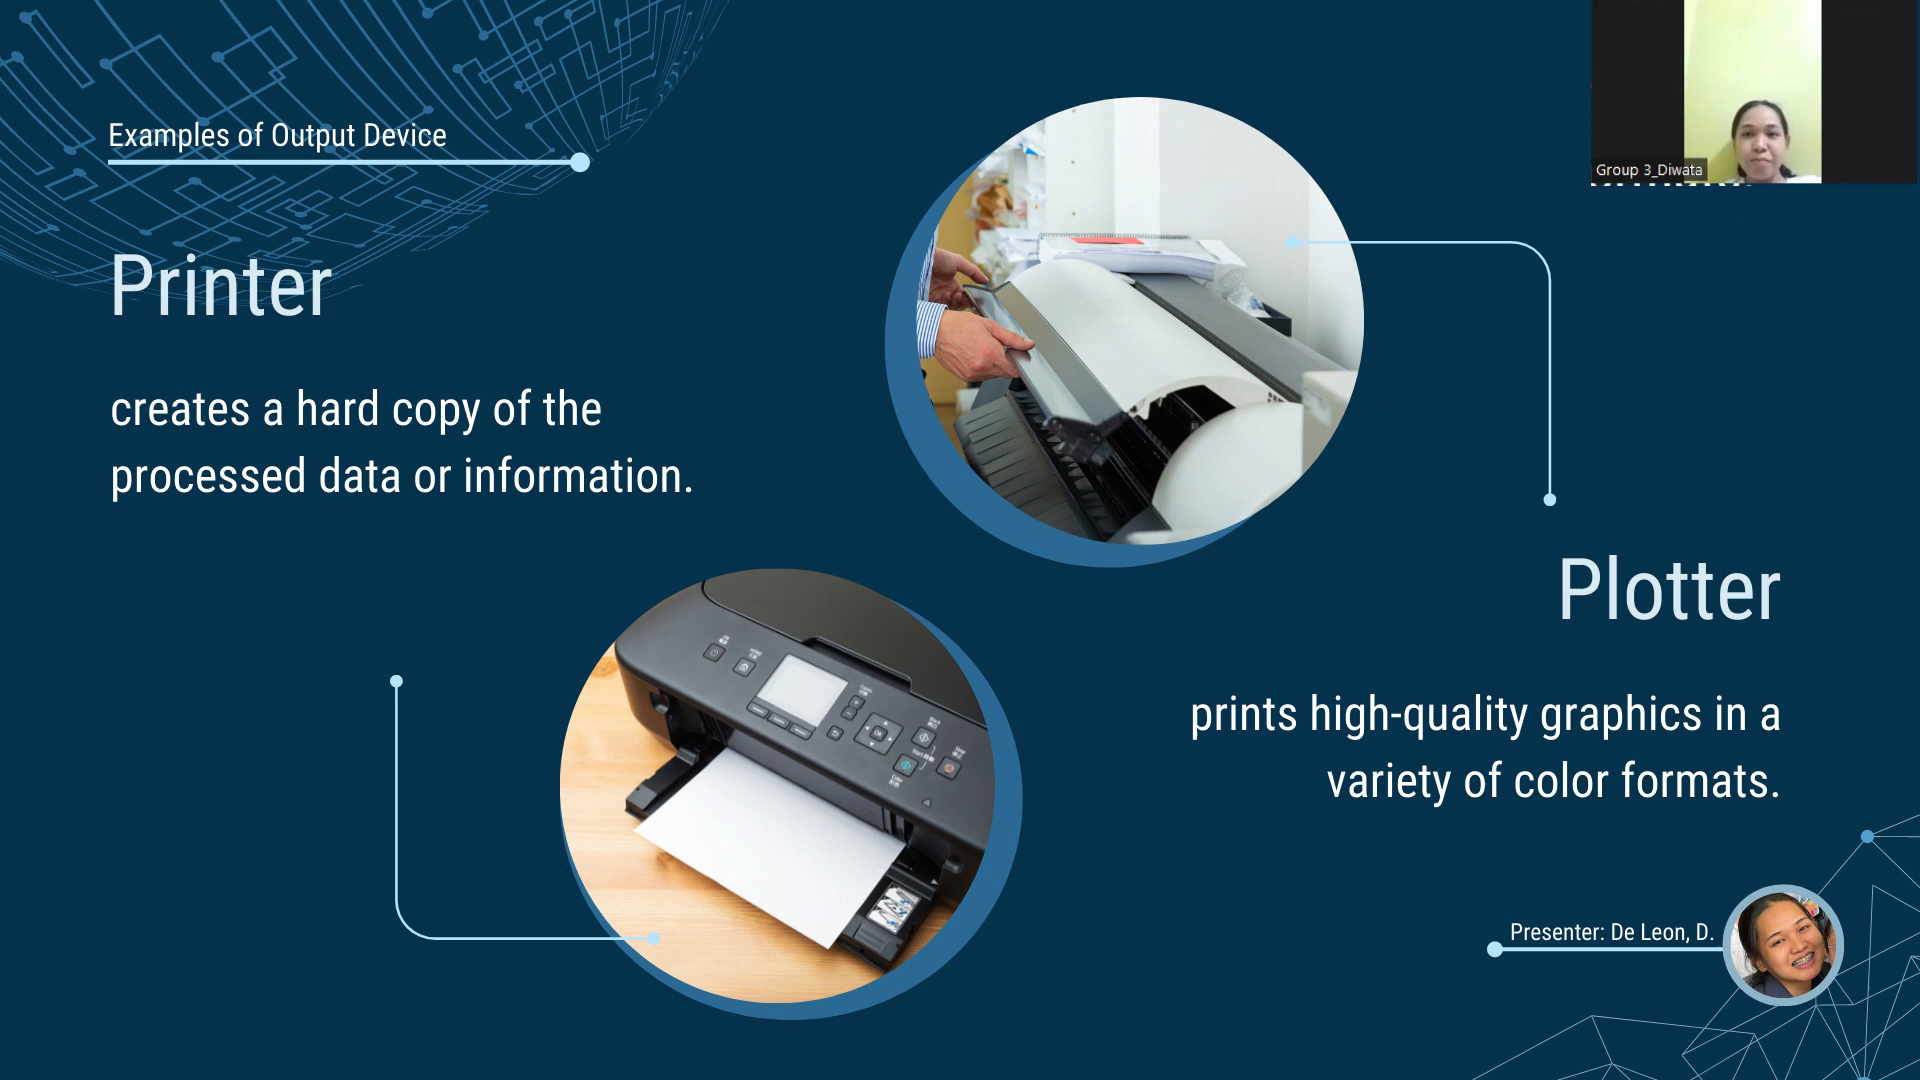 Examples of Output Device
Group 3_Diwata
Printer
creates a hard copy of the
processed data or information.
Plotter
prints high-quality graphics in a
variety of color formats.
Presenter: De Leon, D.